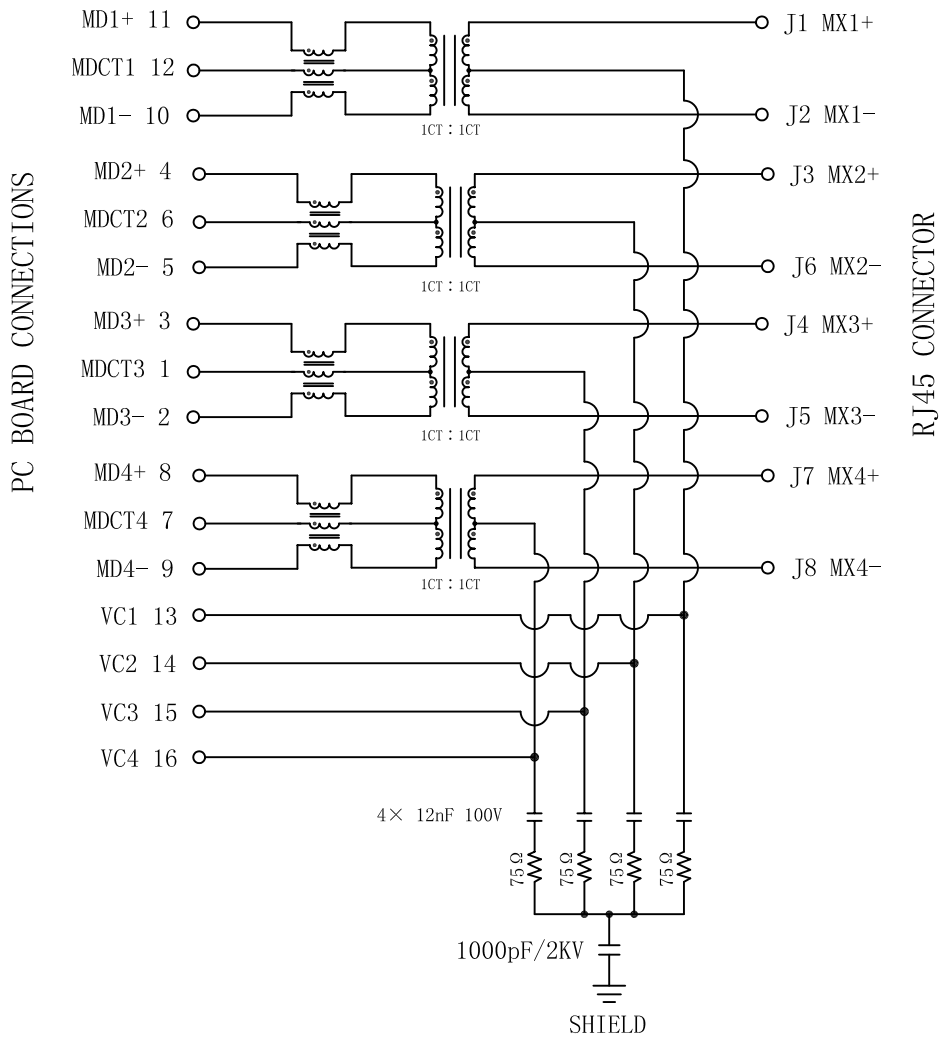 MD1+ 11
J1 MX1+
MDCT1 12
MD1- 10
J2 MX1-
1CT : 1CT
MD2+ 4
J3 MX2+
MDCT2 6
MD2- 5
J6 MX2-
1CT : 1CT
MD3+ 3
J4 MX3+
MDCT3 1
MD3- 2
J5 MX3-
1CT : 1CT
MD4+ 8
J7 MX4+
MDCT4 7
MD4- 9
J8 MX4-
1CT : 1CT
PC BOARD CONNECTIONS
RJ45 CONNECTOR
VC1 13
VC2 14
VC3 15
VC4 16
4× 12nF 100V
75Ω
75Ω
75Ω
75Ω
1000pF/2KV
SHIELD